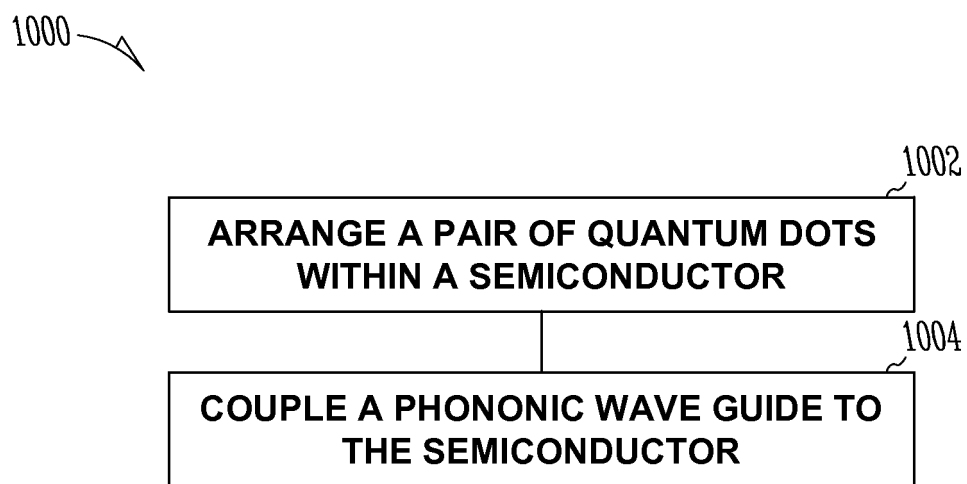 1000
1002
ARRANGE A PAIR OF QUANTUM DOTS
WITHIN A SEMICONDUCTOR
1004
COUPLE A PHONONIC WAVE GUIDE TO
THE SEMICONDUCTOR